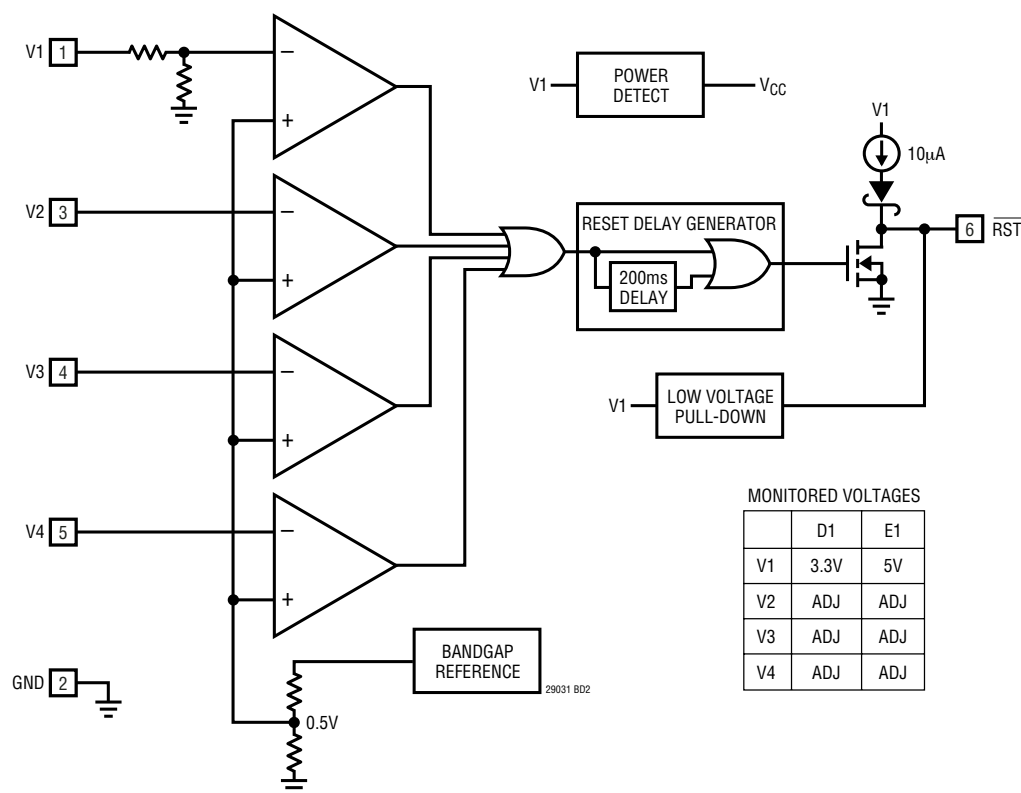 V1 1
−
+
V2 3
−
+
V3 4
−
+
V4 5
−
+
GND 2
0.5V
BANDGAP
REFERENCE
29031 BD2
V1
POWER
DETECT
VCC
RESET DELAY GENERATOR
200ms
DELAY
V1
10µA
6 RST
V1
LOW VOLTAGE
PULL-DOWN
MONITORED VOLTAGES
D1 E1
V1 3.3V 5V
V2 ADJ ADJ
V3 ADJ ADJ
V4 ADJ ADJ